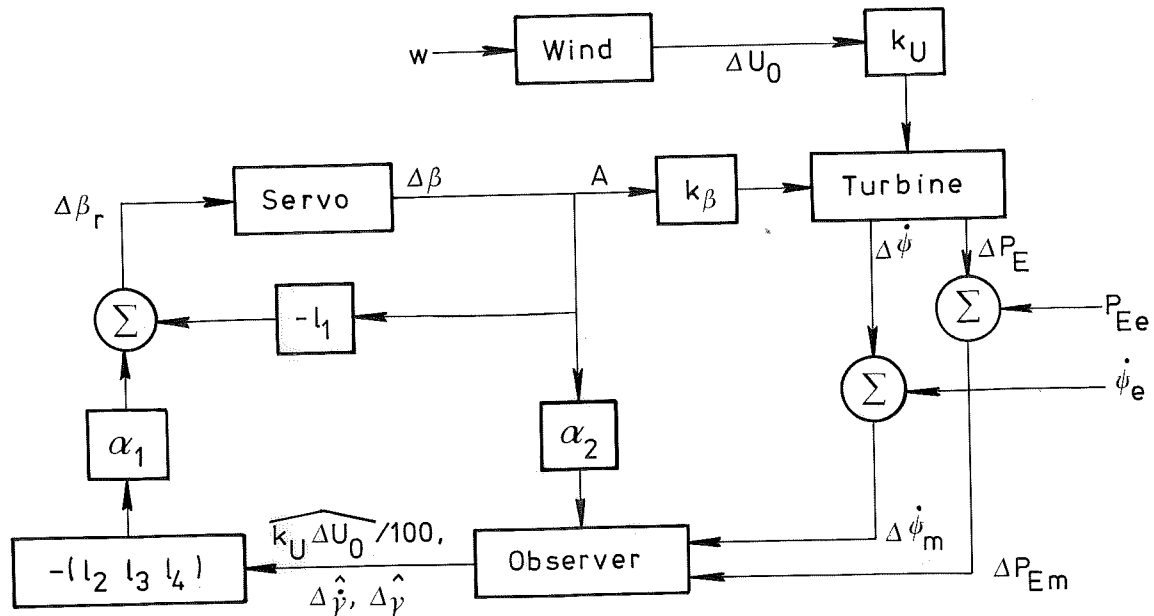 w
Wind
ΔU₀
k_U
Δβ_r
Servo
Δβ
A
k_β
Turbine
Δψ̇
ΔP_E
Σ
-l₁
Σ
P_Ee
Σ
ψ̇_e
α₁
α₂
-(l₂ l₃ l₄)
k_U ΔU₀̂ /100,
Δγ̇̂, Δγ̂
Observer
Δψ̇_m
ΔP_Em